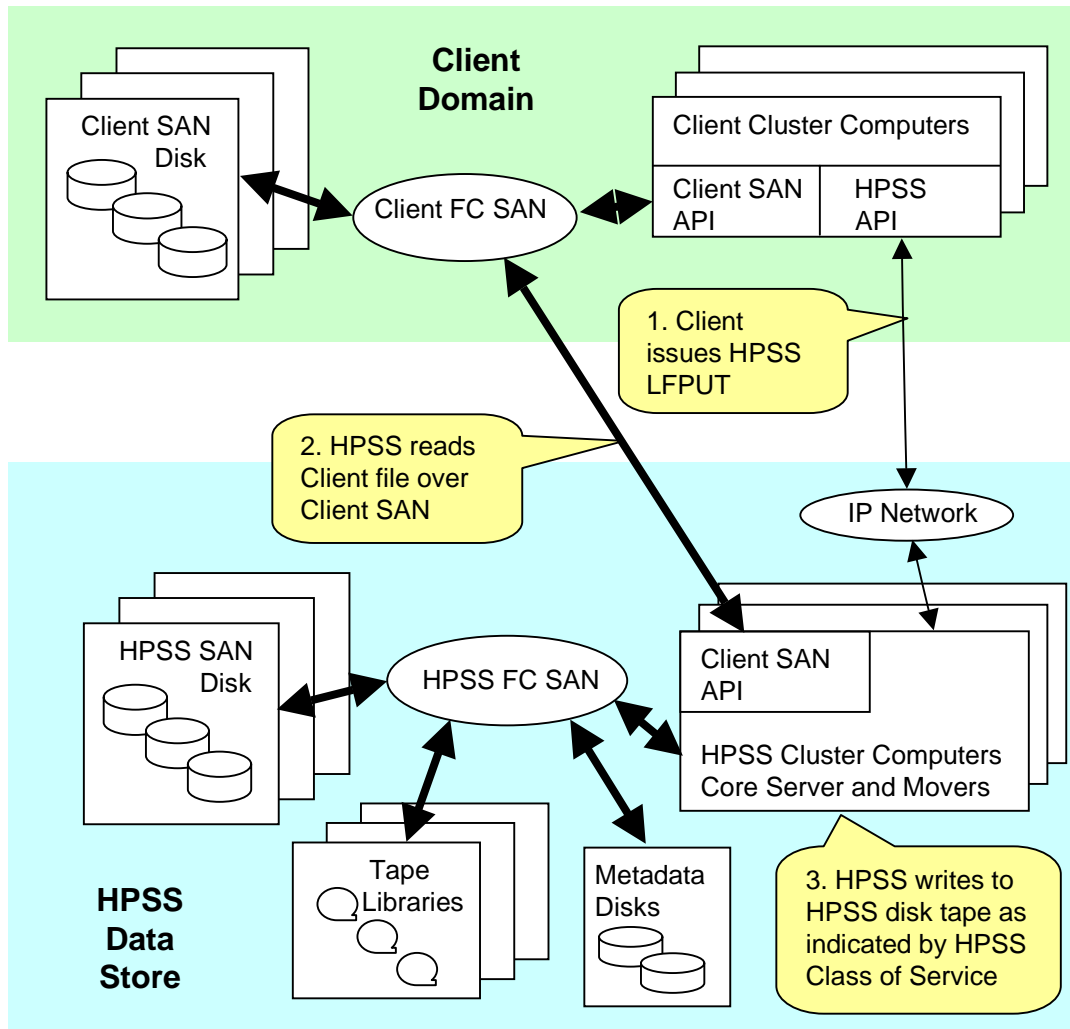 Client
Domain
Client SAN
Disk
Client FC SAN
Client Cluster Computers
Client SAN
API
HPSS
API
1. Client
issues HPSS
LFPUT
2. HPSS reads
Client file over
Client SAN
IP Network
HPSS SAN
Disk
HPSS FC SAN
Client SAN
API
HPSS Cluster Computers
Core Server and Movers
Tape
Libraries
Metadata
Disks
3. HPSS writes to
HPSS disk tape as
indicated by HPSS
Class of Service
HPSS
Data
Store